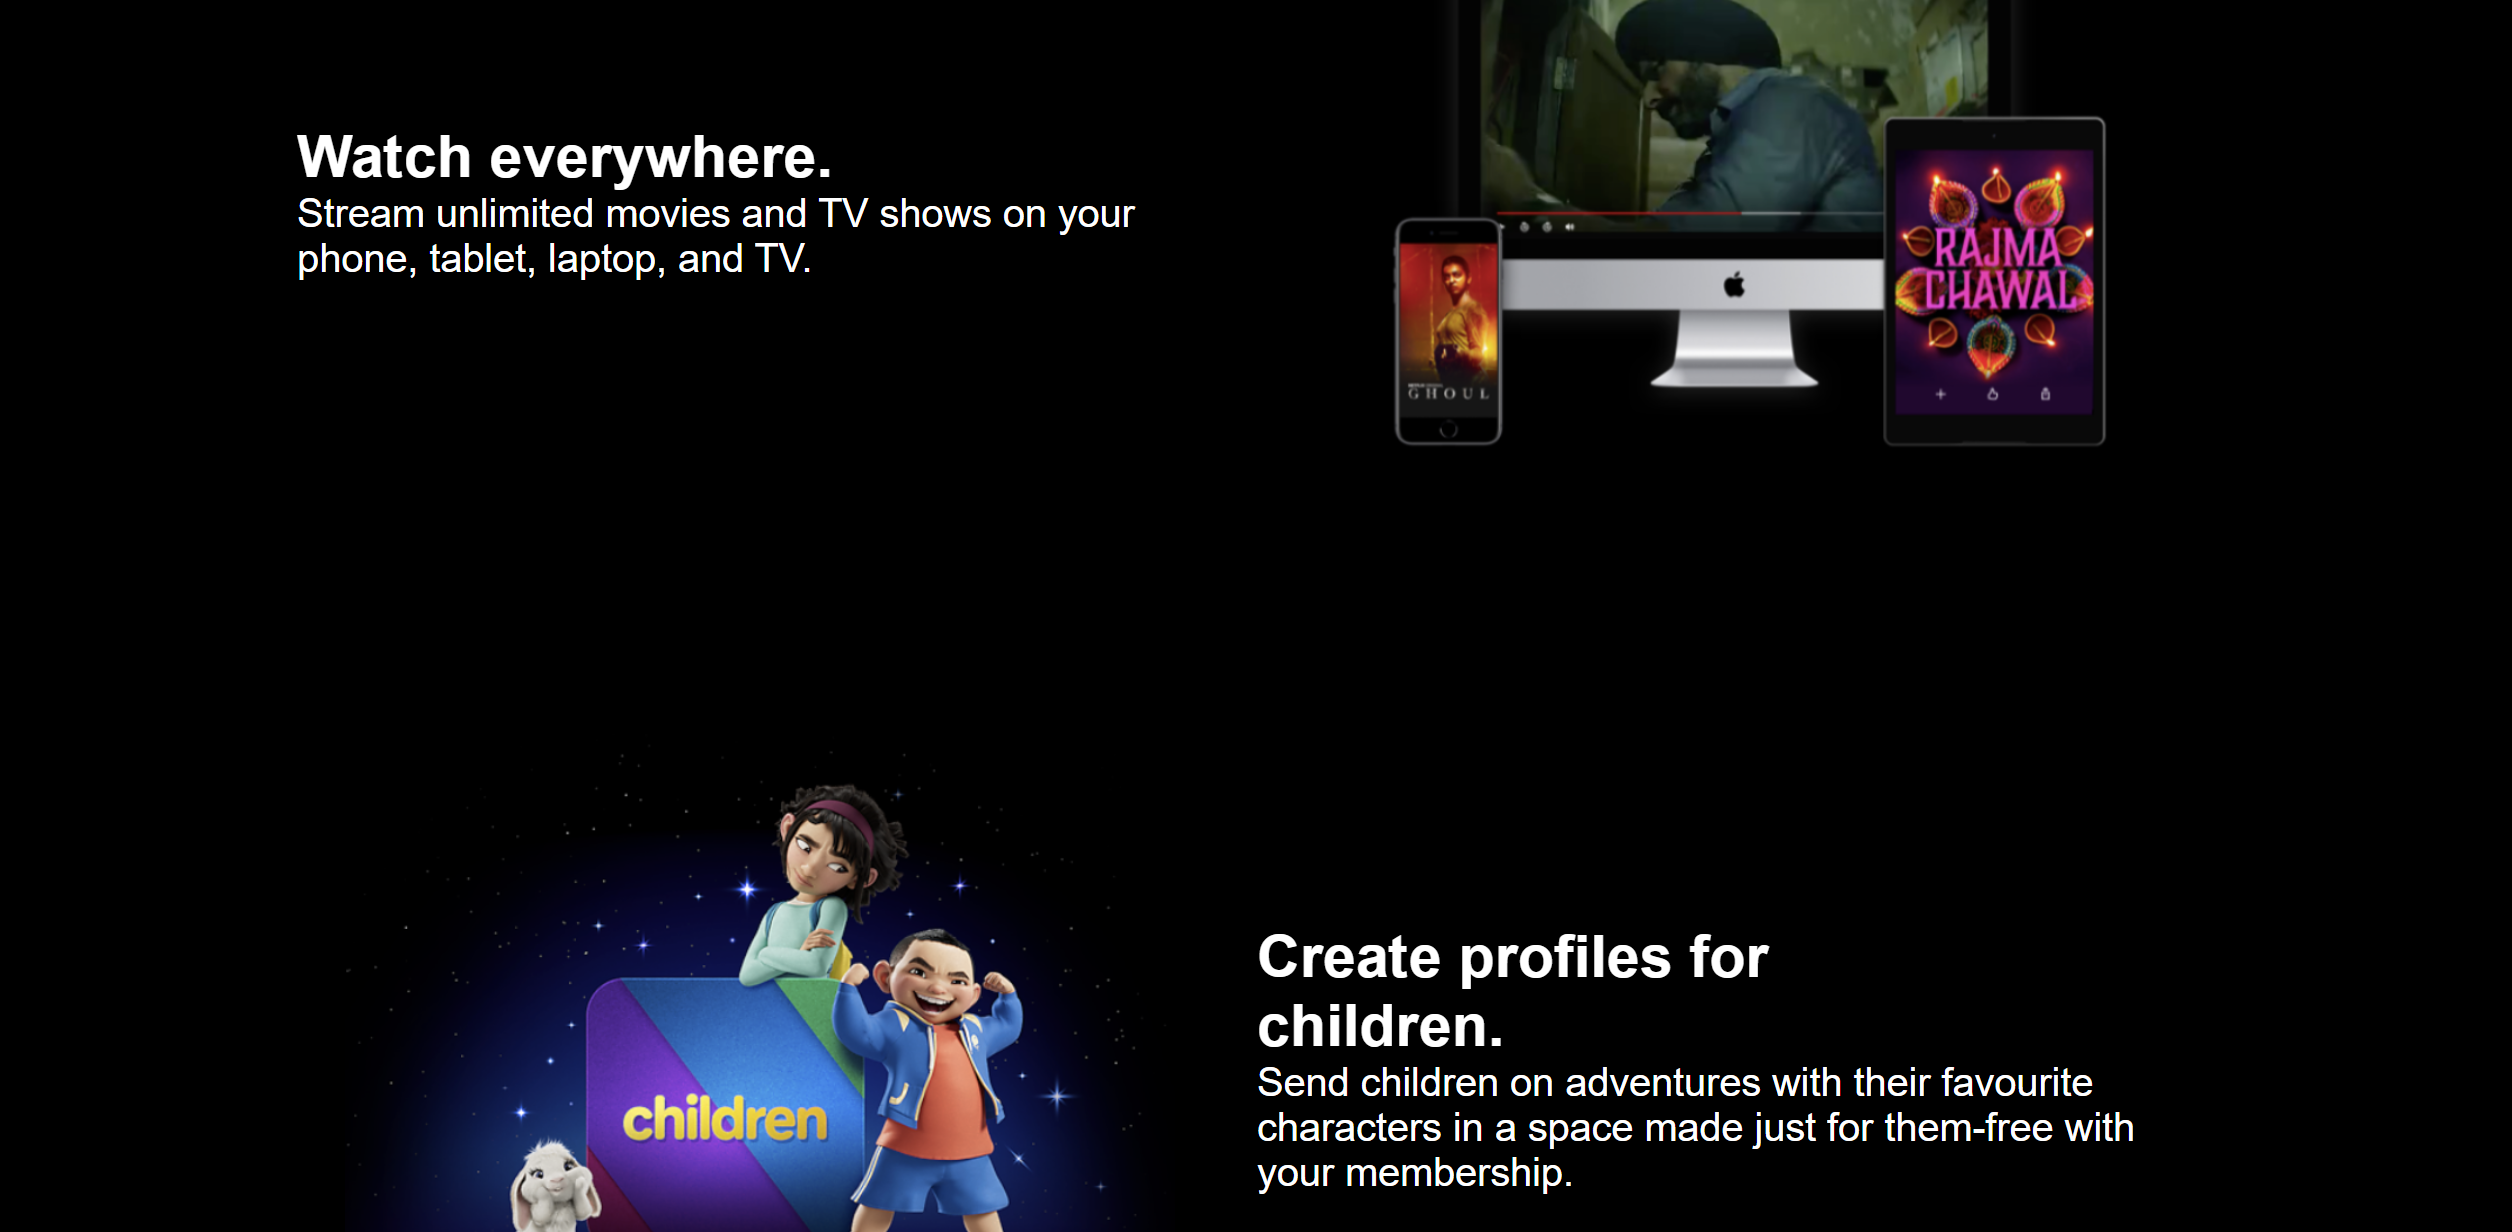 Watch everywhere.
Stream unlimited movies and TV shows on your
phone, tablet, laptop, and TV.
RAJMA
CHAWAL
GHOUL
children
Create profiles for
children.
Send children on adventures with their favourite
characters in a space made just for them-free with
your membership.